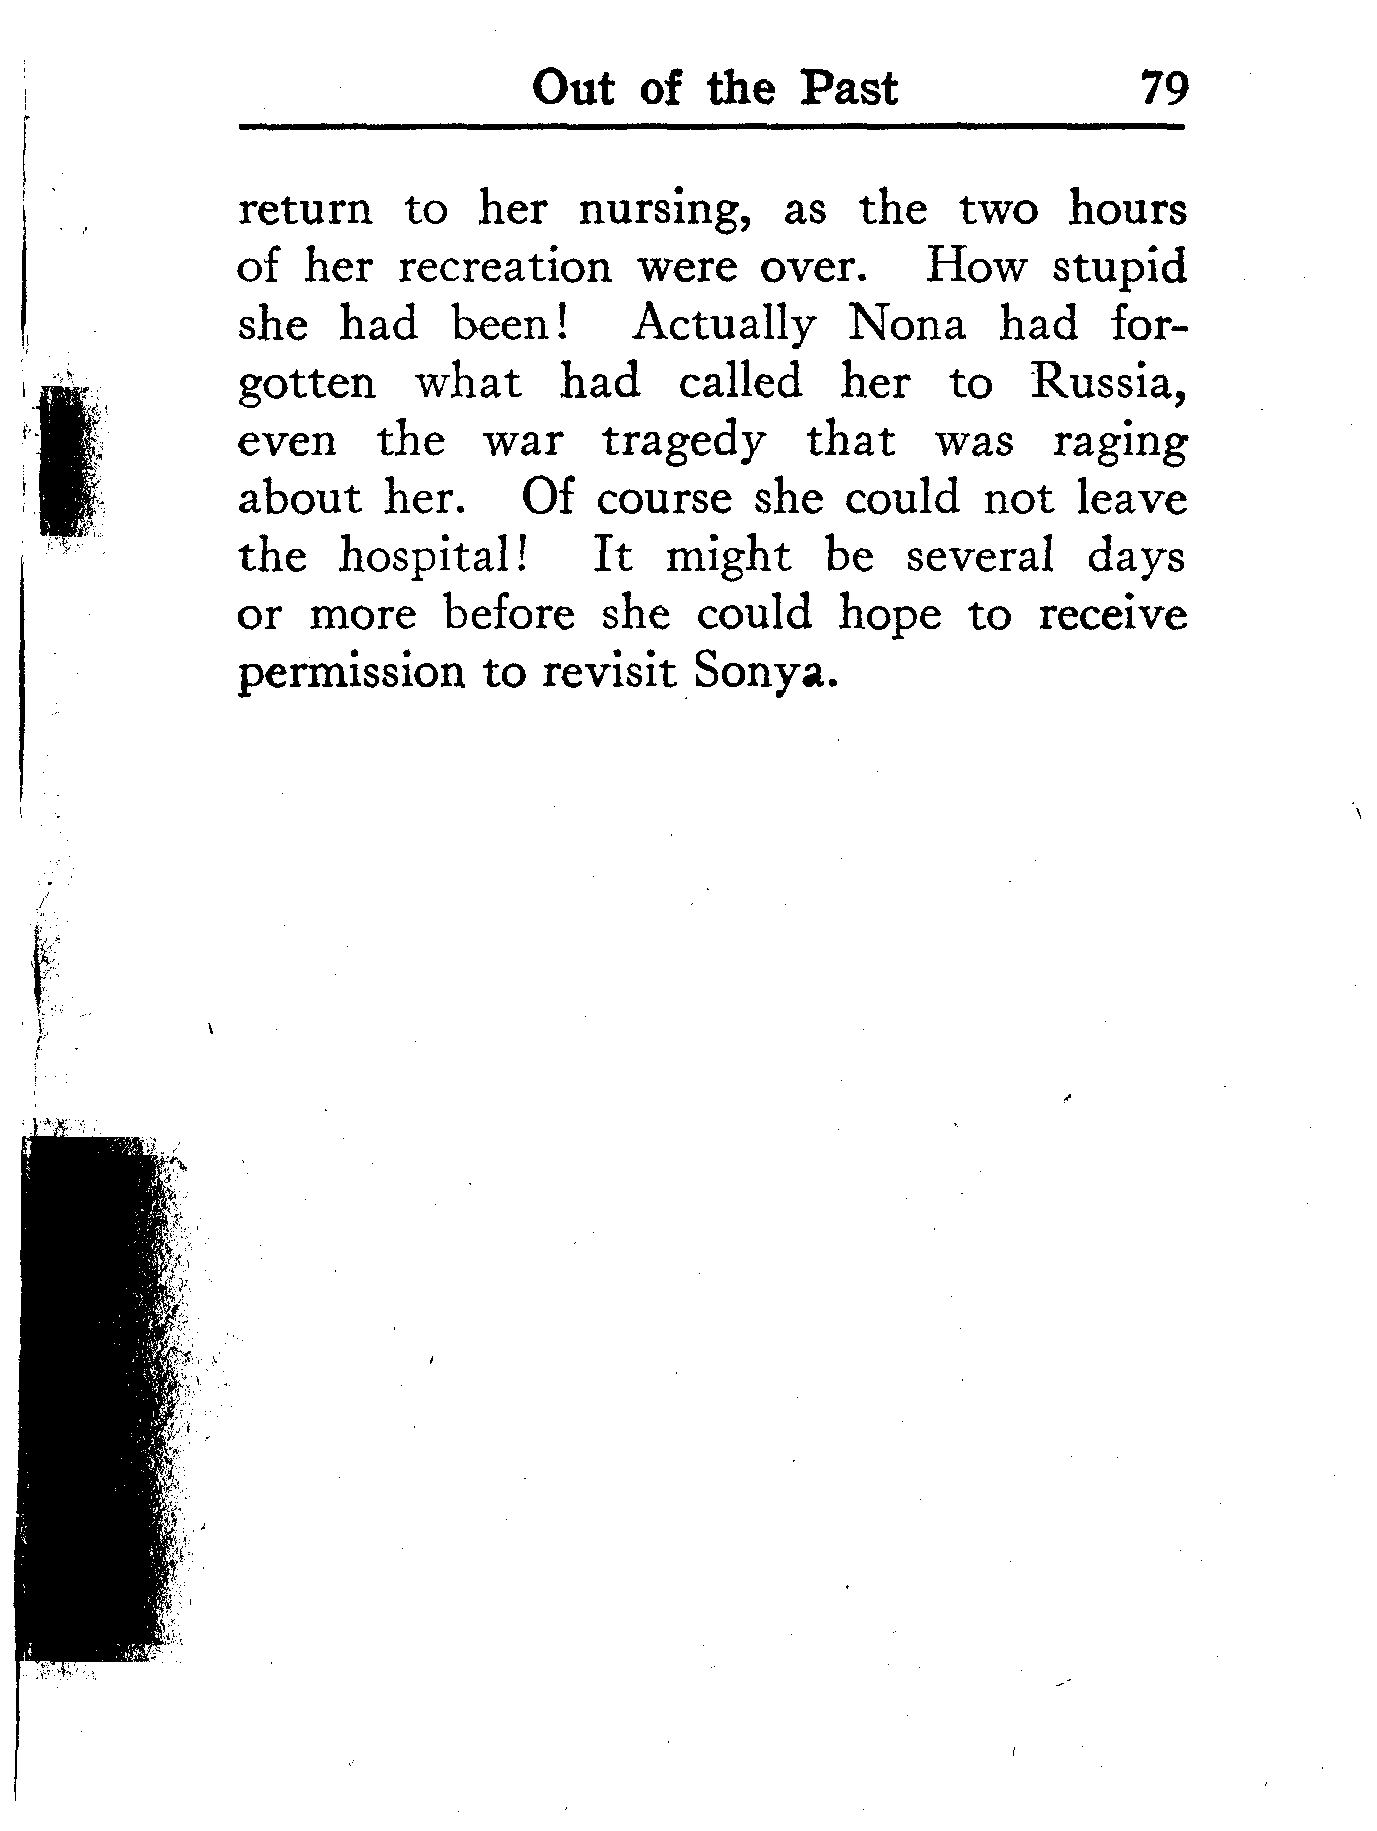 Out of the Past 79
return to her nursing, as the two hours
of her recreation were over. How stupid
she had been! Actually Nona had for-
gotten what had called her to Russia,
even the war tragedy that was raging
about her. Of course she could not leave
the hospital! It might be several days
or more before she could hope to receive
permission to revisit Sonya.